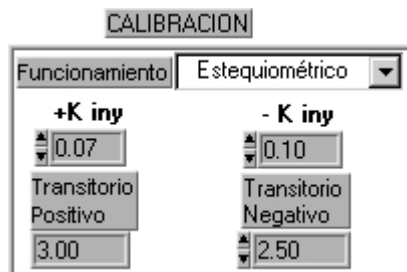 CALIBRACION
Funcionamiento Estequiométrico
+K iny - K iny
0.07 0.10
Transitorio Transitorio
Positivo Negativo
3.00 2.50